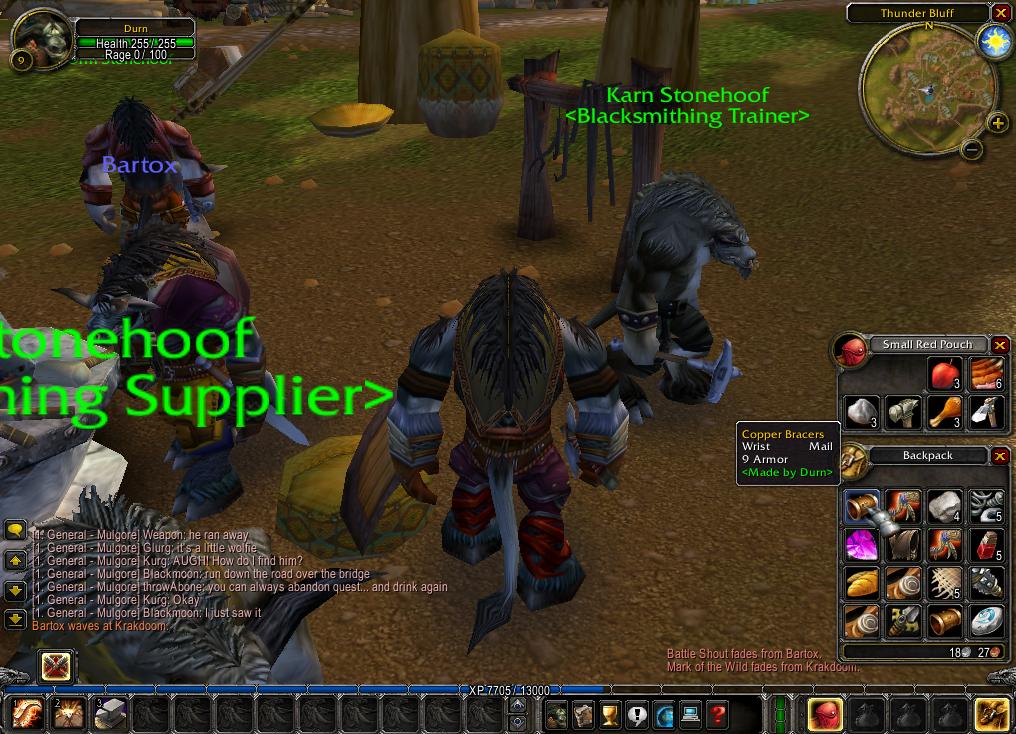 Durn
Health 255/ 255
Rage 0/ 100
9
Stonehoof
Thunder Bluff
N
Karn Stonehoof
<Blacksmithing Trainer>
Bartox
tonehoof
hing Supplier>
Small Red Pouch
3
6
3
3
Copper Bracers
Wrist Mail
9 Armor
<Made by Durn>
Backpack
4
5
5
5
18 27
[1. General - Mulgore] Weapon: he ran away
[1. General - Mulgore] Glurg: it's a little wolfie
[1. General - Mulgore] Kurg: AUGH! How do I find him?
[1. General - Mulgore] Blackmoon: run down the road over the bridge
[1. General - Mulgore] throwAbone: you can always abandon quest... and drink again
[1. General - Mulgore] Kurg: Okay
[1. General - Mulgore] Blackmoon: I just saw it
Bartox waves at Krakdoom.
Battle Shout fades from Bartox.
Mark of the Wild fades from Krakdoom.
XP 7705/ 13000
2
3